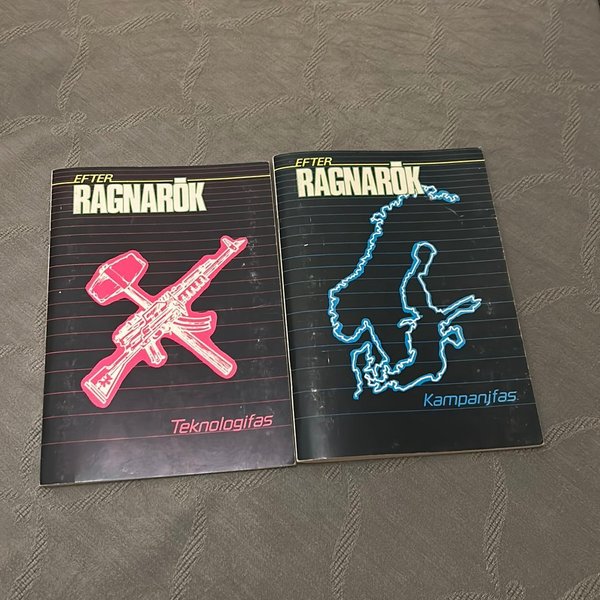 EFTER
RAGNARÖK
Teknologifas
EFTER
RAGNARÖK
Kampanjfas